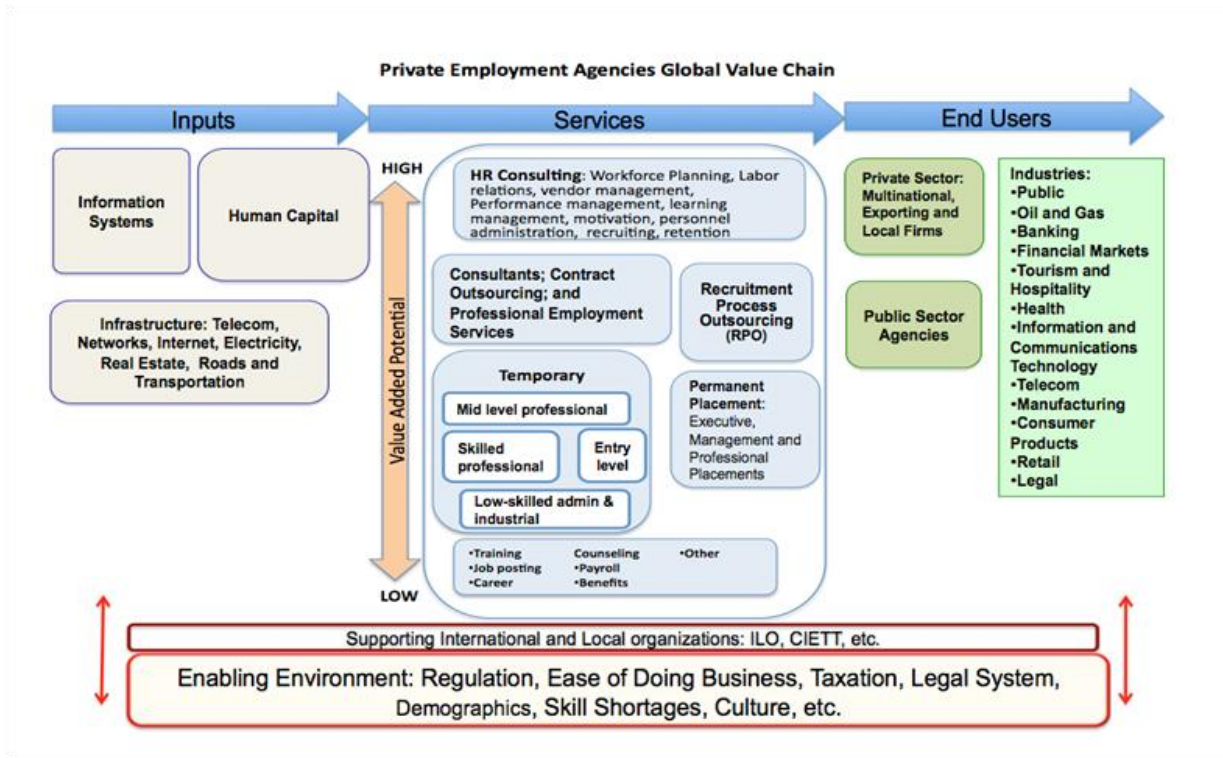 Private Employment Agencies Global Value Chain
Inputs
Services
End Users
Information
Systems
Human Capital
Infrastructure: Telecom,
Networks, Internet, Electricity,
Real Estate, Roads and
Transportation
HIGH
Value Added Potential
LOW
HR Consulting: Workforce Planning, Labor
relations, vendor management,
Performance management, learning
management, motivation, personnel
administration, recruiting, retention
Consultants; Contract
Outsourcing; and
Professional Employment
Services
Recruitment
Process
Outsourcing
(RPO)
Temporary
Mid level professional
Skilled
professional
Entry
level
Low-skilled admin &
industrial
Permanent
Placement:
Executive,
Management and
Professional
Placements
•Training
•Job posting
•Career
Counseling
•Payroll
•Benefits
•Other
Private Sector:
Multinational,
Exporting and
Local Firms
Public Sector
Agencies
Industries:
•Public
•Oil and Gas
•Banking
•Financial Markets
•Tourism and
Hospitality
•Health
•Information and
Communications
Technology
•Telecom
•Manufacturing
•Consumer
Products
•Retail
•Legal
Supporting International and Local organizations: ILO, CIETT, etc.
Enabling Environment: Regulation, Ease of Doing Business, Taxation, Legal System,
Demographics, Skill Shortages, Culture, etc.